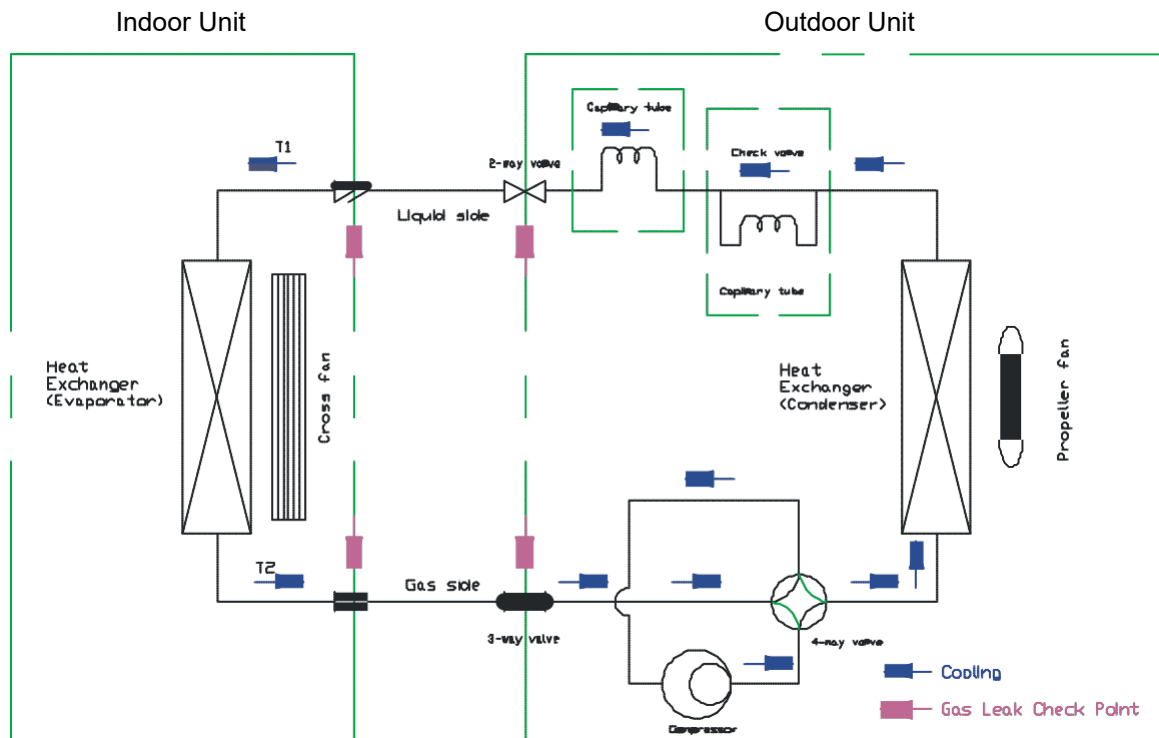 Indoor Unit
Outdoor Unit
Capillary tube
T1
2-way valve
Check valve
Liquid side
Capillary tube
Heat
Exchanger
(Evaporator)
Cross fan
Heat
Exchanger
(Condenser)
Propeller fan
T2
Gas side
3-way valve
4-way valve
Cooling
Gas Leak Check Point
Compressor